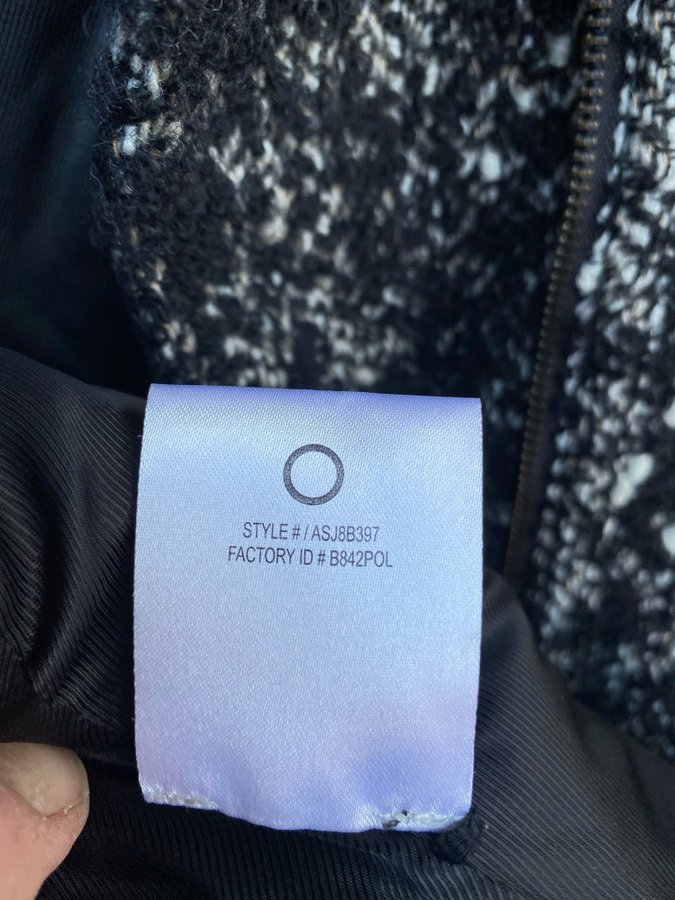 STYLE # / ASJ8B397
FACTORY ID # B842POL